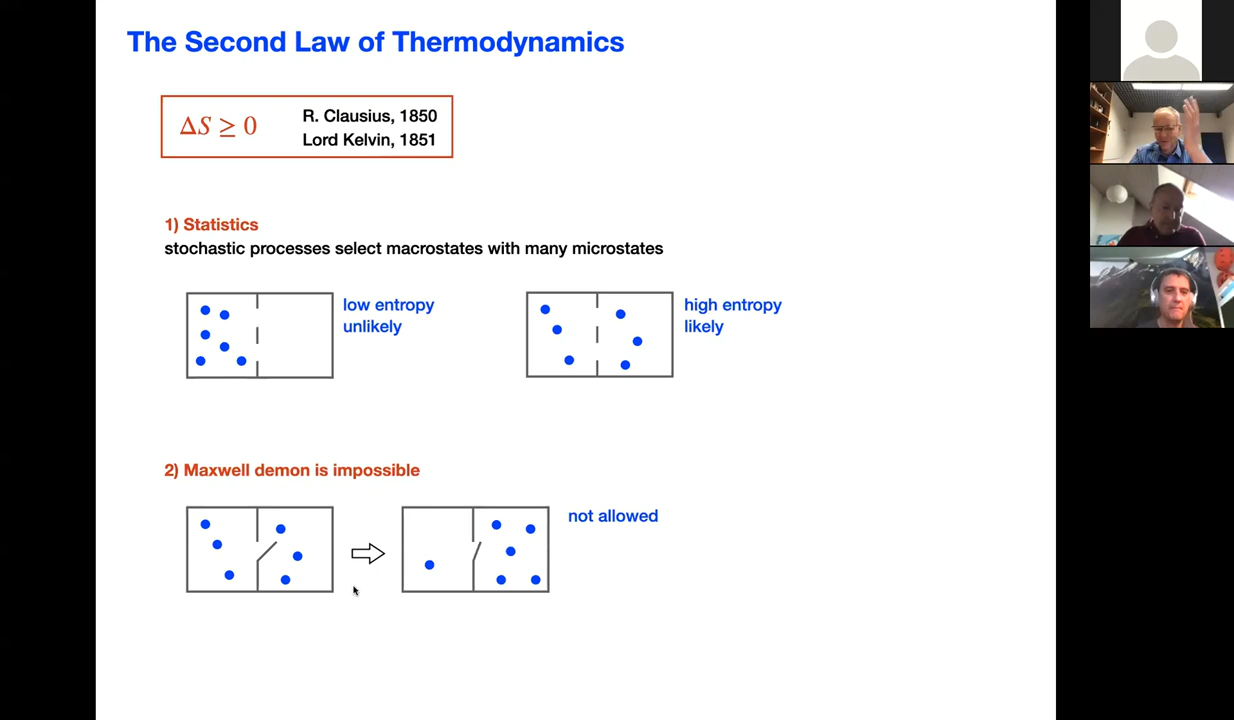 The Second Law of Thermodynamics
ΔS ≥ 0
R. Clausius, 1850
Lord Kelvin, 1851
1) Statistics
stochastic processes select macrostates with many microstates
low entropy
unlikely
high entropy
likely
2) Maxwell demon is impossible
not allowed